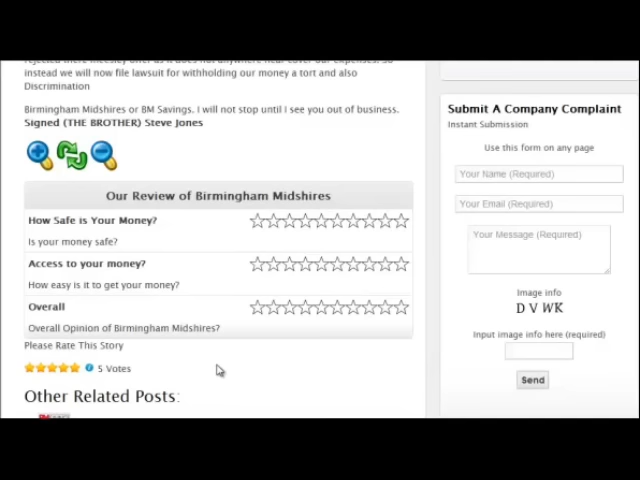 instead we will now file lawsuit for withholding our money a tort and also
Discrimination
Birmingham Midshires or BM Savings. I will not stop until I see you out of business.
Signed (THE BROTHER) Steve Jones
Our Review of Birmingham Midshires
How Safe is Your Money?
Is your money safe?
Access to your money?
How easy is it to get your money?
Overall
Overall Opinion of Birmingham Midshires?
Please Rate This Story
5 Votes
Other Related Posts:
Submit A Company Complaint
Instant Submission
Use this form on any page
Your Name (Required)
Your Email (Required)
Your Message (Required)
Image info
D V WK
Input image info here (required)
Send